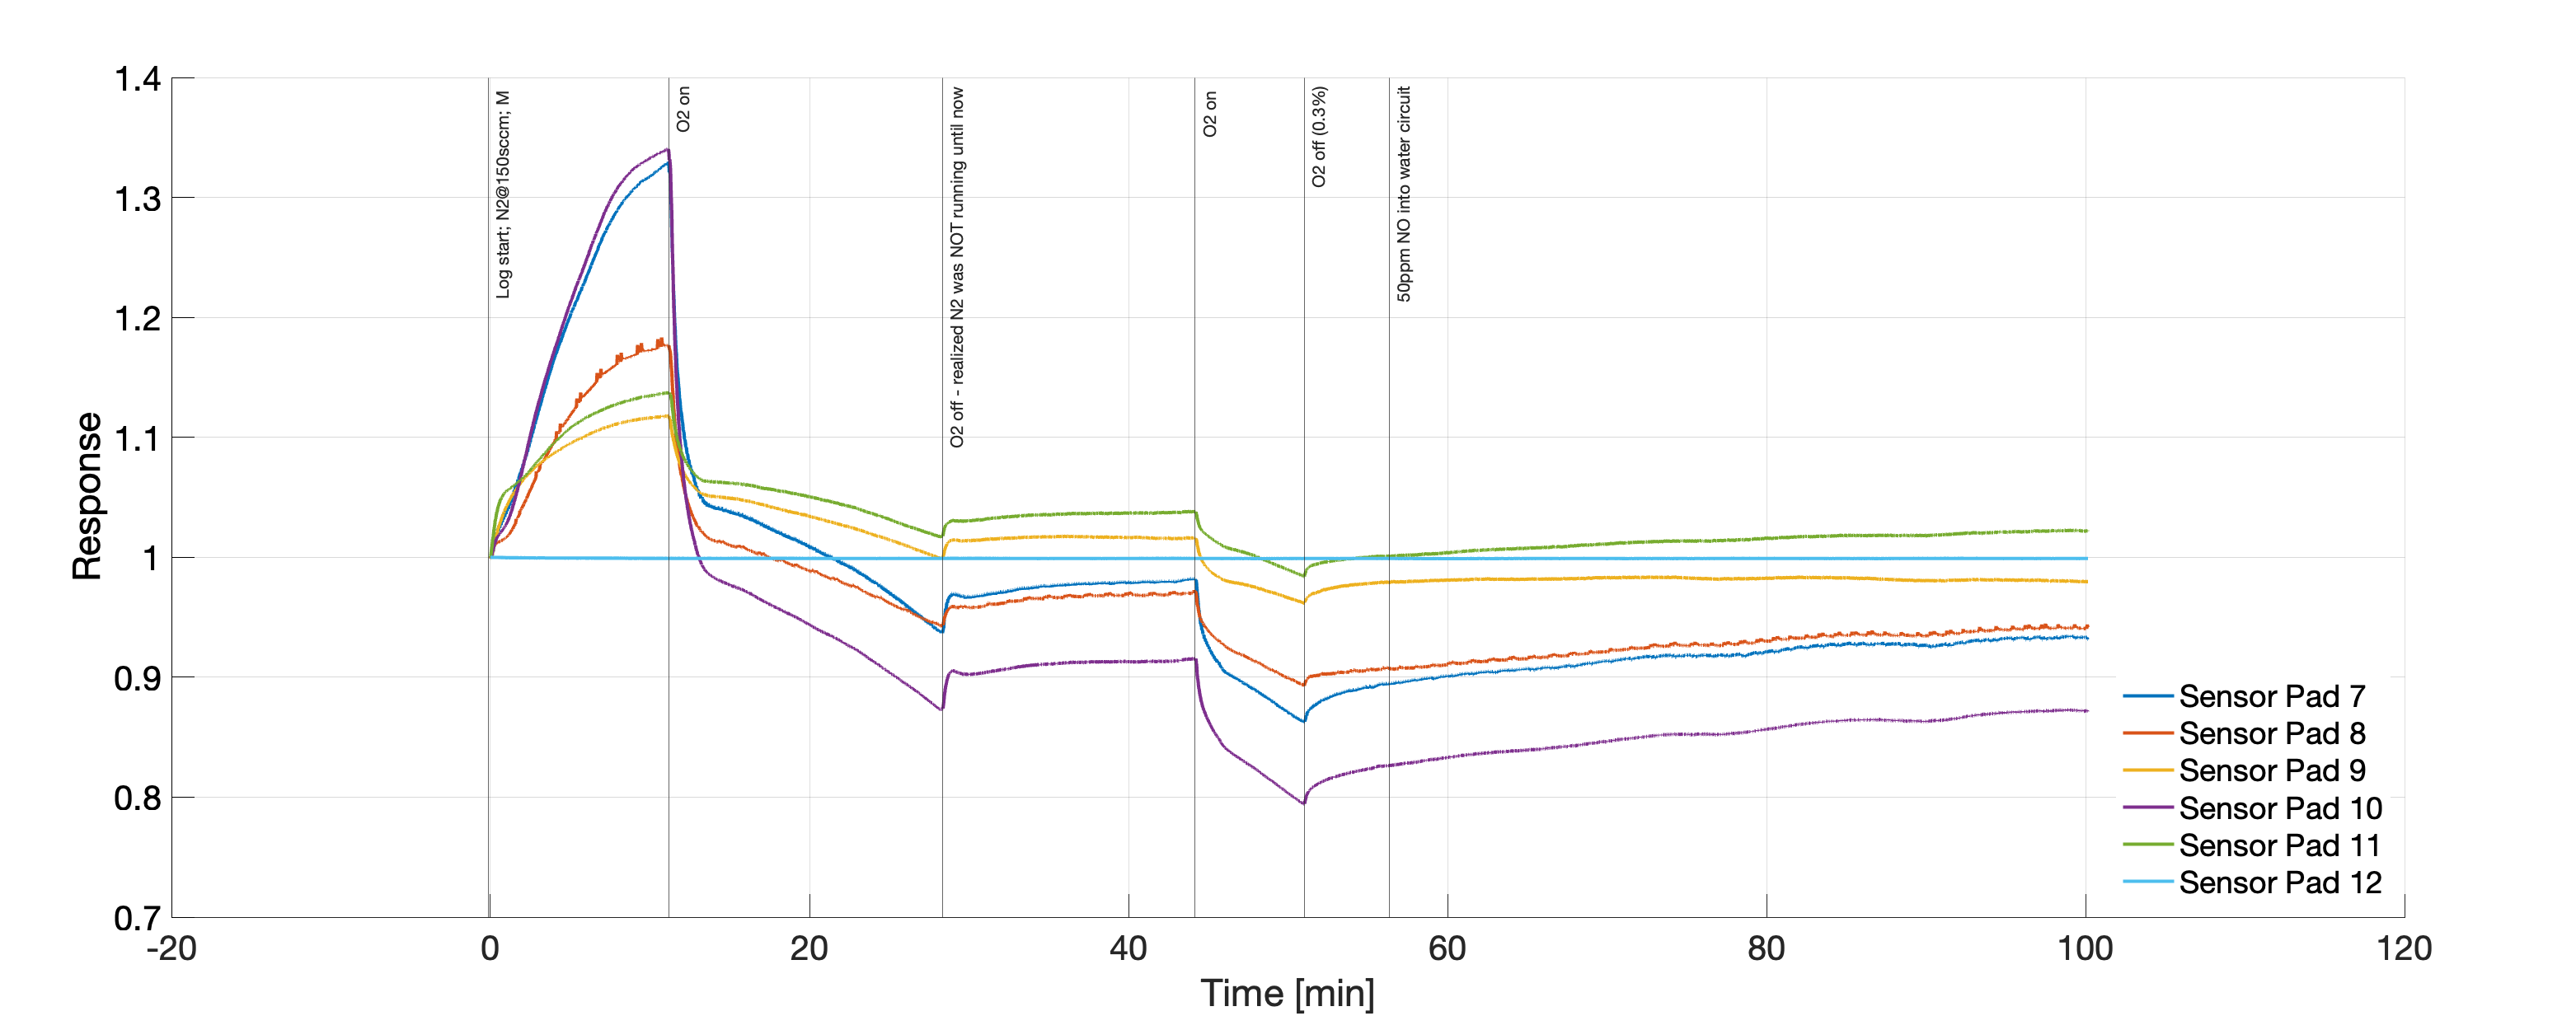 1.4
1.3
1.2
1.1
1
0.9
0.8
0.7
Response
Log start; N2@150sccm; M
O2 on
O2 off - realized N2 was NOT running until now
O2 on
O2 off (0.3%)
50ppm NO into water circuit
Sensor Pad 7
Sensor Pad 8
Sensor Pad 9
Sensor Pad 10
Sensor Pad 11
Sensor Pad 12
-20 0 20 40 60 80 100 120
Time [min]